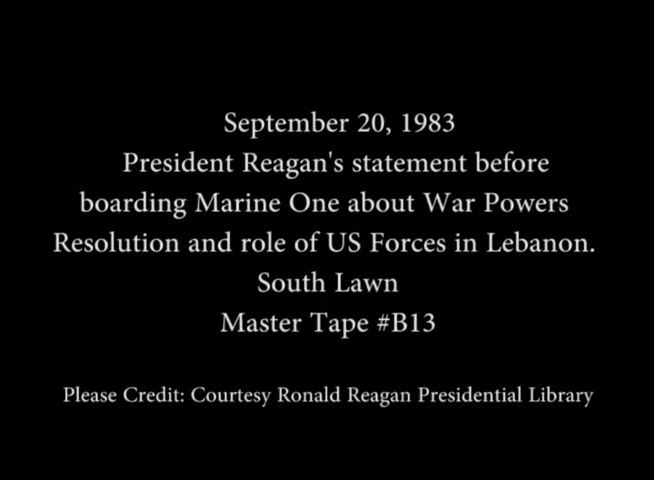 September 20, 1983
President Reagan's statement before
boarding Marine One about War Powers
Resolution and role of US Forces in Lebanon.
South Lawn
Master Tape #B13
Please Credit: Courtesy Ronald Reagan Presidential Library